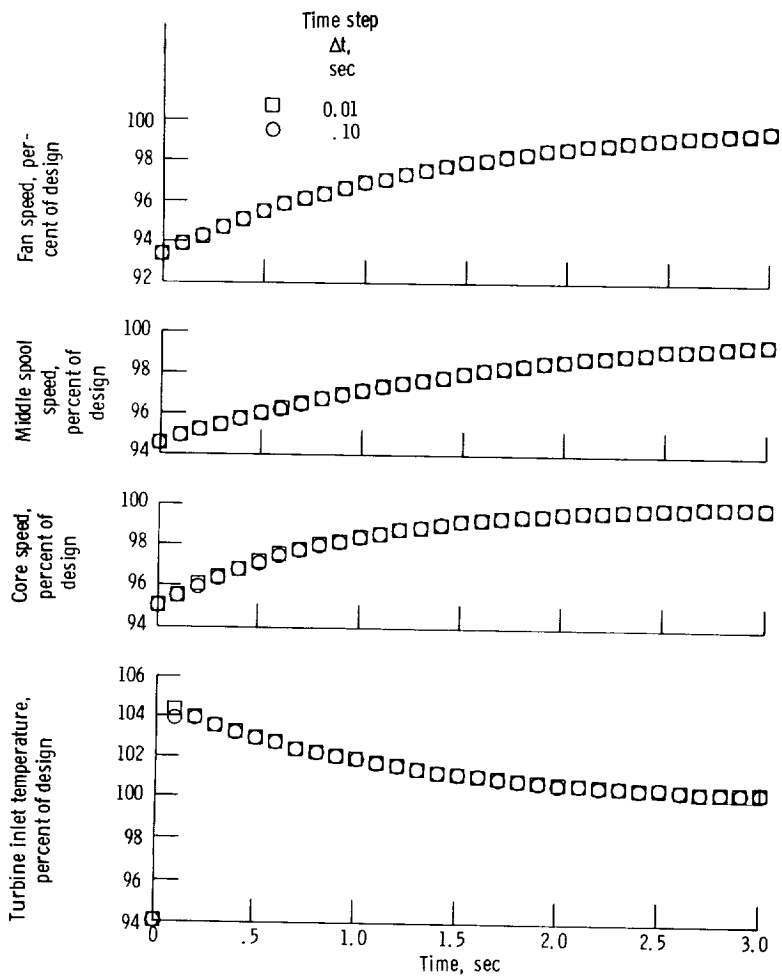 Time step
Δt,
sec
0.01
.10
Fan speed, per-
cent of design
100
98
96
94
92
Middle spool
speed,
percent of
design
100
98
96
94
Core speed,
percent of
design
100
98
96
94
Turbine inlet temperature,
percent of design
106
104
102
100
98
96
94
0 .5 1.0 1.5 2.0 2.5 3.0
Time, sec